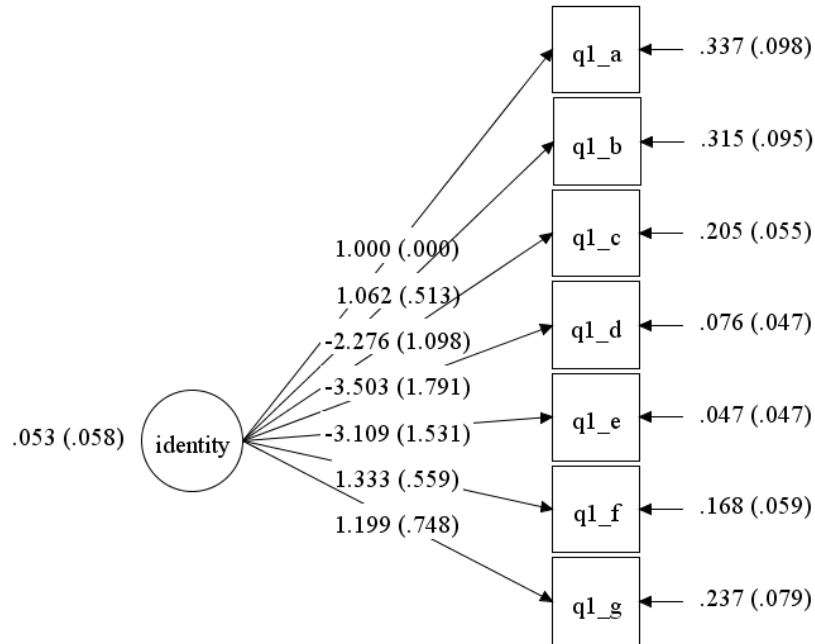 q1_a
.337 (.098)
q1_b
.315 (.095)
q1_c
.205 (.055)
1.000 (.000)
1.062 (.513)
-2.276 (1.098)
q1_d
.076 (.047)
-3.503 (1.791)
.053 (.058)
identity
-3.109 (1.531)
q1_e
.047 (.047)
1.333 (.559)
q1_f
.168 (.059)
1.199 (.748)
q1_g
.237 (.079)